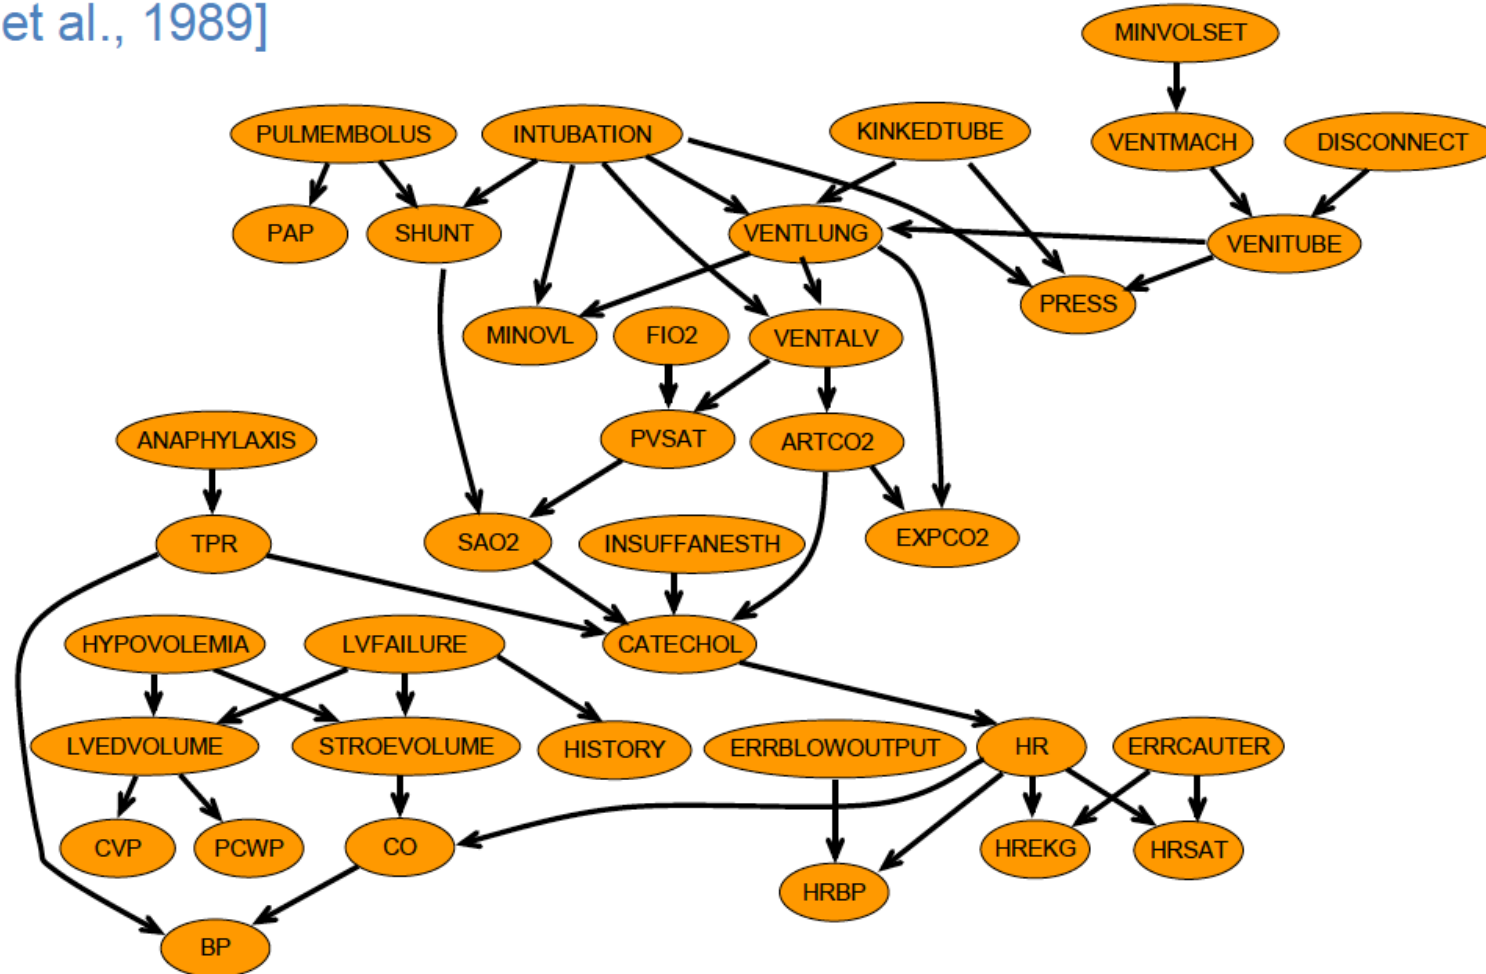 et al., 1989]
MINVOLSET
PULMEMBOLUS
INTUBATION
KINKEDTUBE
VENTMACH
DISCONNECT
PAP
SHUNT
VENTLUNG
VENITUBE
PRESS
MINOVL
FIO2
VENTALV
ANAPHYLAXIS
PVSAT
ARTCO2
TPR
SAO2
INSUFFANESTH
EXPCO2
HYPOVOLEMIA
LVFAILURE
CATECHOL
LVEDVOLUME
STROEVOLUME
HISTORY
ERRBLOWOUTPUT
HR
ERRCAUTER
CVP
PCWP
CO
HREKG
HRSAT
HRBP
BP